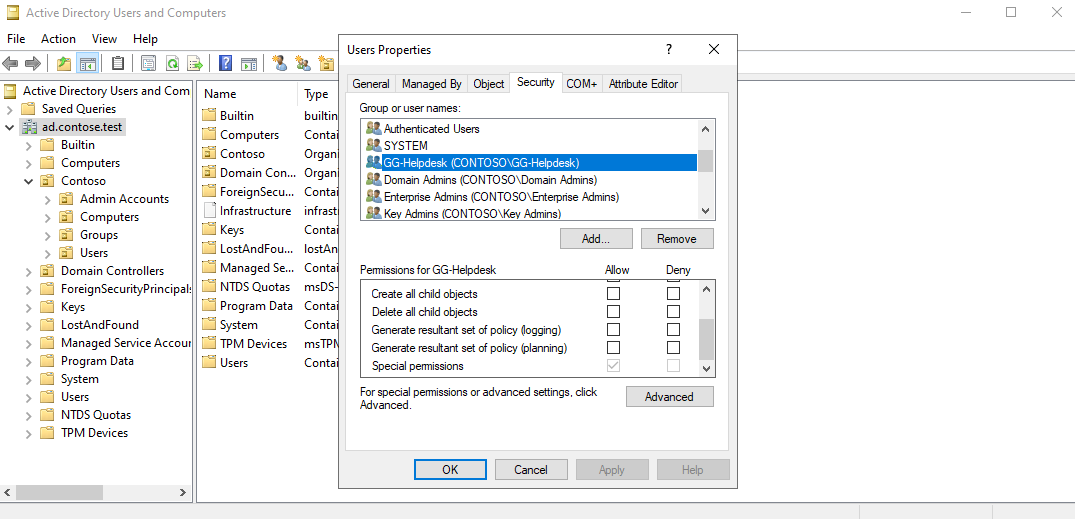 Active Directory Users and Computers
File Action View Help
Active Directory Users and Com
Saved Queries
ad.contose.test
Builtin
Computers
Contoso
Admin Accounts
Computers
Groups
Users
Domain Controllers
ForeignSecurityPrincipals
Keys
LostAndFound
Managed Service Accour
Program Data
System
Users
NTDS Quotas
TPM Devices
Name Type
Builtin builtin
Computers Contai
Contoso Organi
Domain Con... Organi
ForeignSecu... Contai
Infrastructure infrast
Keys Contai
LostAndFou... lostAn
Managed Se... Contai
NTDS Quotas msDS-
Program Data Contai
System Contai
TPM Devices msTPM
Users Contai
Users Properties
?
General Managed By Object Security COM+ Attribute Editor
Group or user names:
Authenticated Users
SYSTEM
GG-Helpdesk (CONTOSO\GG-Helpdesk)
Domain Admins (CONTOSO\Domain Admins)
Enterprise Admins (CONTOSO\Enterprise Admins)
Key Admins (CONTOSO\Key Admins)
Add... Remove
Permissions for GG-Helpdesk Allow Deny
Create all child objects
Delete all child objects
Generate resultant set of policy (logging)
Generate resultant set of policy (planning)
Special permissions
For special permissions or advanced settings, click
Advanced.
Advanced
OK Cancel Apply Help